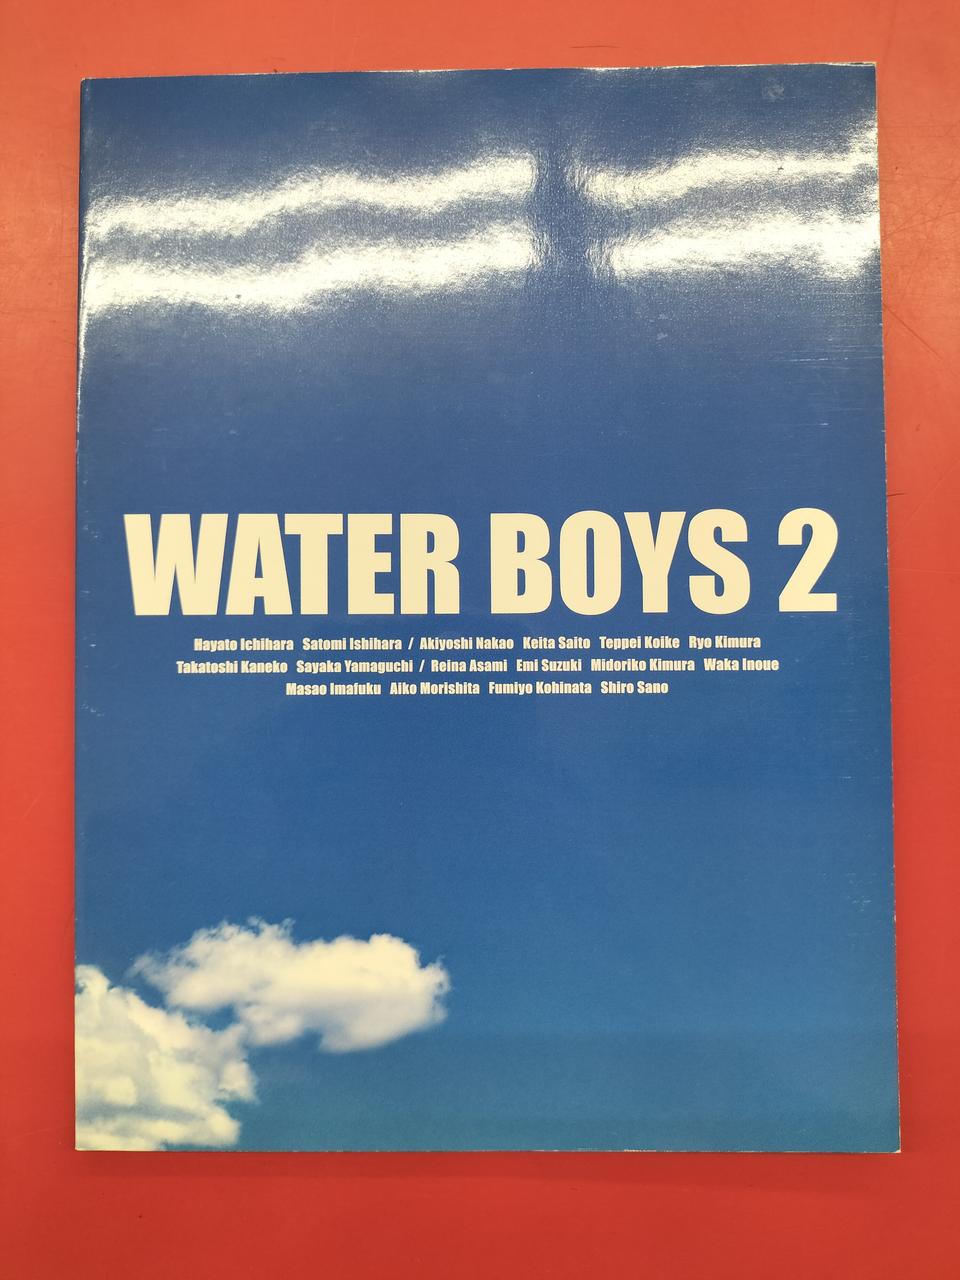 WATER BOYS 2
Hayato Ichihara Satomi Ishihara / Akiyoshi Nakao Keita Saito Teppei Koike Ryo Kimura
Takatoshi Kaneko Sayaka Yamaguchi / Reina Asami Emi Suzuki Midoriko Kimura Waka Inoue
Masao Imafuku Aiko Morishita Fumiyo Kohinata Shiro Sano